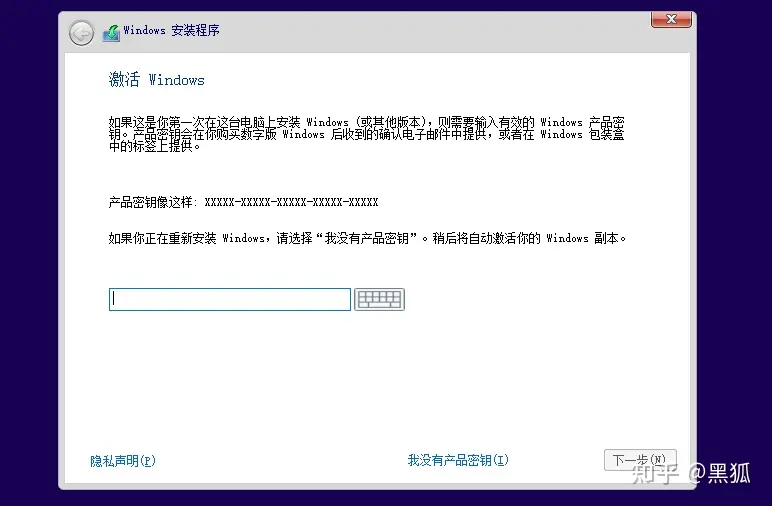 Windows 安装程序
激活 Windows
如果这是你第一次在这台电脑上安装 Windows (或其他版本)，则需要输入有效的 Windows 产品密
钥。产品密钥会在你购买数字版 Windows 后收到的确认电子邮件中提供，或者在 Windows 包装盒
中的标签上提供。
产品密钥像这样: XXXXX-XXXXX-XXXXX-XXXXX-XXXXX
如果你正在重新安装 Windows，请选择“我没有产品密钥”。稍后将自动激活你的 Windows 副本。
隐私声明(P)
我没有产品密钥(I)
下一步(N)
知乎 @黑狐